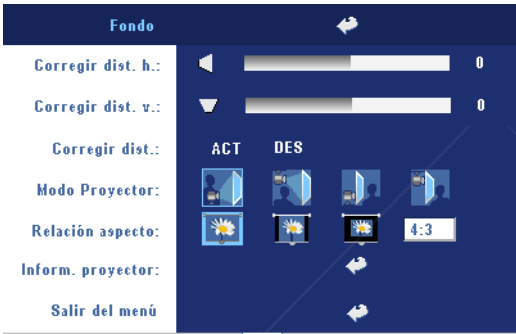 Fondo
Corregir dist. h.: 0
Corregir dist. v.: 0
Corregir dist.: ACT DES
Modo Proyector:
Relación aspecto: 4:3
Inform. proyector:
Salir del menú